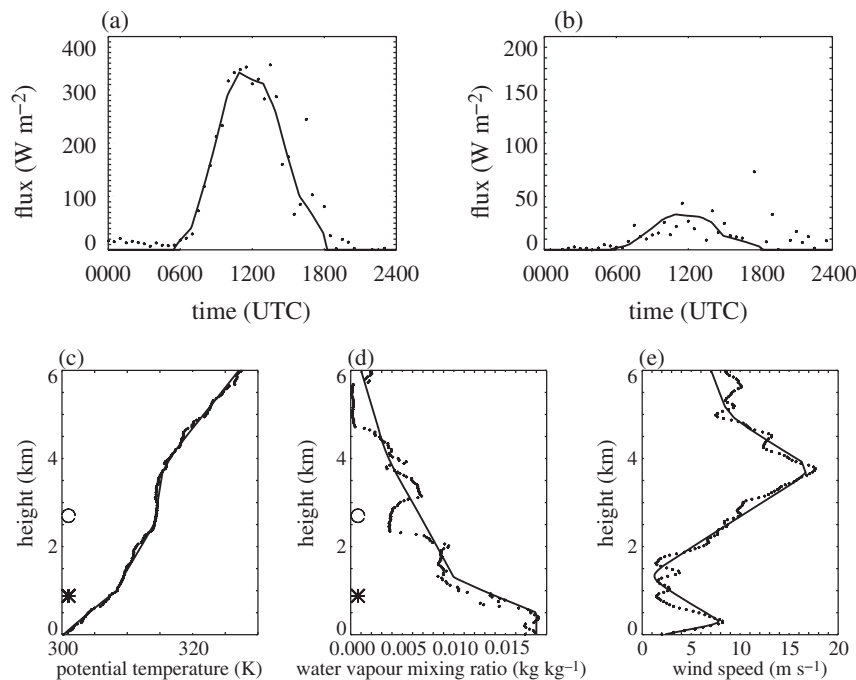 (a)
400
300
200
100
0
flux (W m−2)
0000 0600 1200 1800 2400
time (UTC)
(b)
200
150
100
50
0
flux (W m−2)
0000 0600 1200 1800 2400
time (UTC)
(c)
6
4
2
0
height (km)
300 320
potential temperature (K)
(d)
6
4
2
0
height (km)
0.000 0.005 0.010 0.015
water vapour mixing ratio (kg kg−1)
(e)
6
4
2
0
height (km)
0 5 10 15 20
wind speed (m s−1)